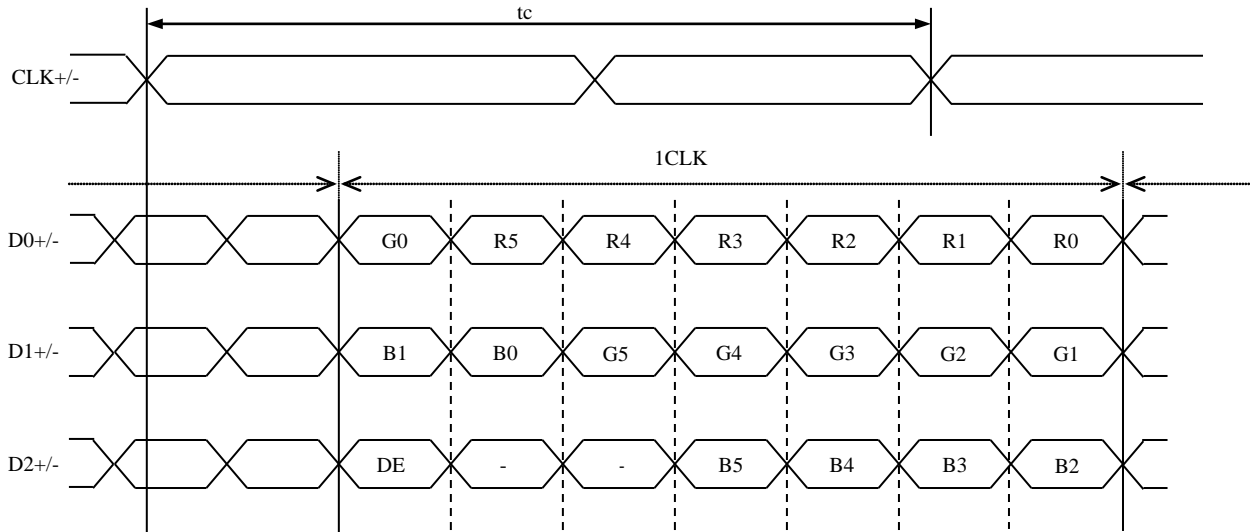 tc
CLK+/-
1CLK
D0+/- G0 R5 R4 R3 R2 R1 R0
D1+/- B1 B0 G5 G4 G3 G2 G1
D2+/- DE - - B5 B4 B3 B2